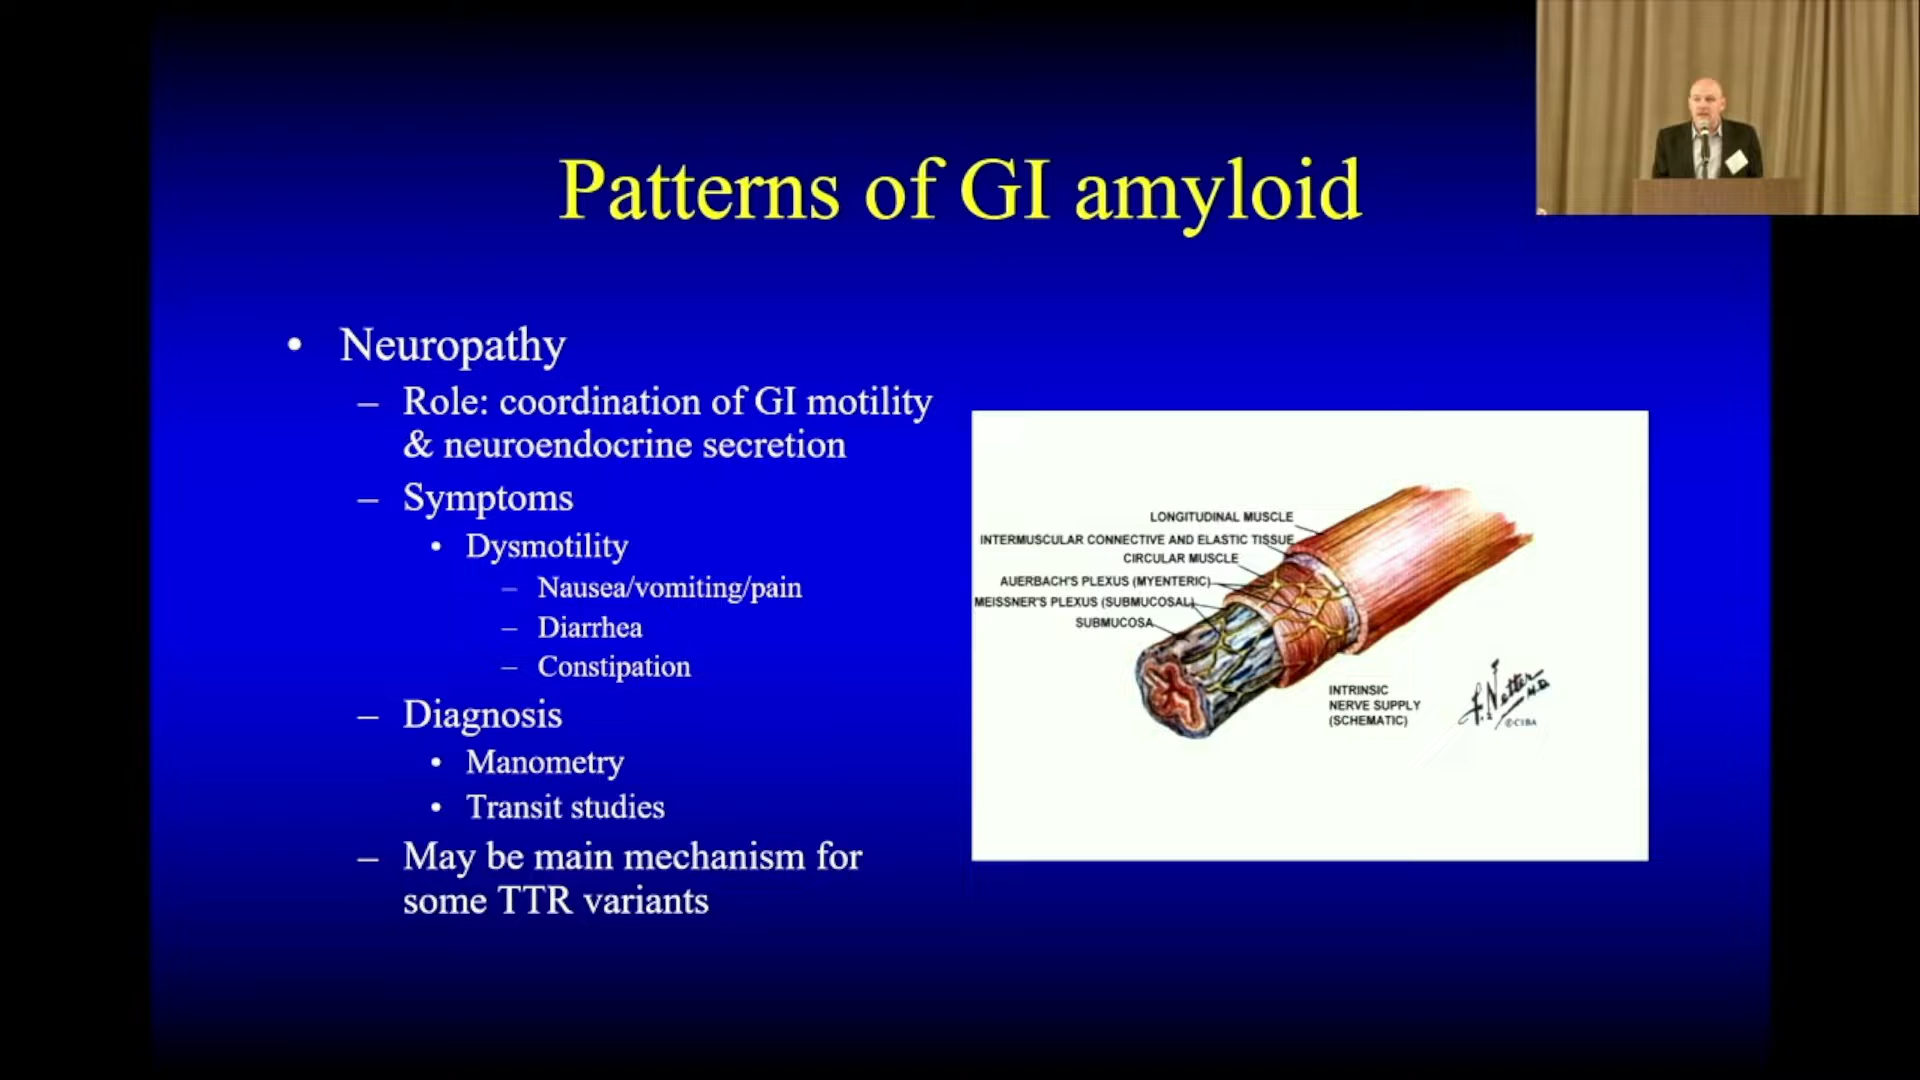 Patterns of GI amyloid
• Neuropathy
– Role: coordination of GI motility
& neuroendocrine secretion
– Symptoms
• Dysmotility
– Nausea/vomiting/pain
– Diarrhea
– Constipation
– Diagnosis
• Manometry
• Transit studies
– May be main mechanism for
some TTR variants
LONGITUDINAL MUSCLE
INTERMUSCULAR CONNECTIVE AND ELASTIC TISSUE
CIRCULAR MUSCLE
AUERBACH'S PLEXUS (MYENTERIC)
MEISSNER'S PLEXUS (SUBMUCOSAL)
SUBMUCOSA
INTRINSIC
NERVE SUPPLY
(SCHEMATIC)
F. Netter
M.D.
©CIBA